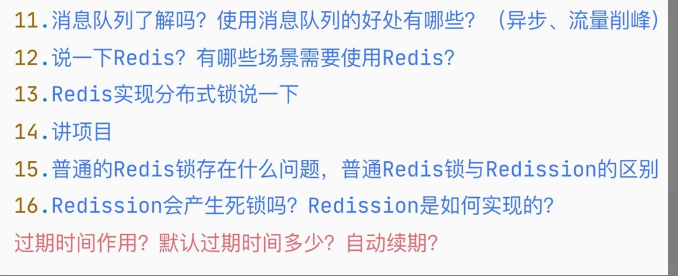 11.消息队列了解吗？使用消息队列的好处有哪些？（异步、流量削峰）
12.说一下Redis？有哪些场景需要使用Redis？
13.Redis实现分布式锁说一下
14.讲项目
15.普通的Redis锁存在什么问题，普通Redis锁与Redission的区别
16.Redission会产生死锁吗？Redission是如何实现的？
过期时间作用？默认过期时间多少？自动续期？